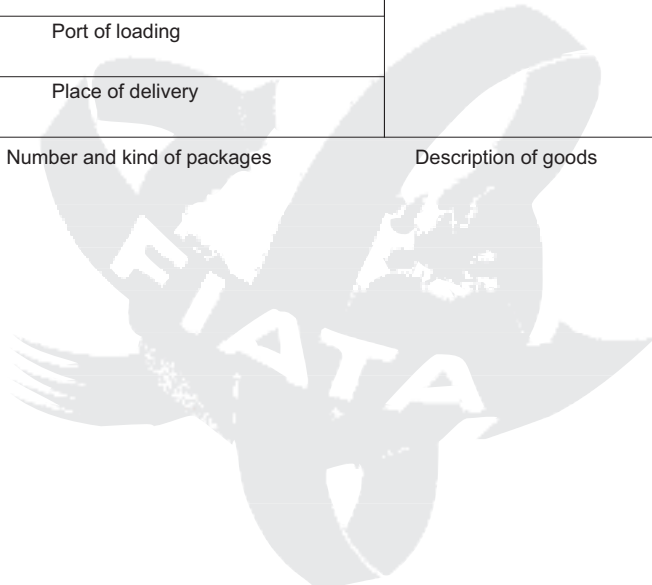 Port of loading
Place of delivery
Number and kind of packages Description of goods
FIATA